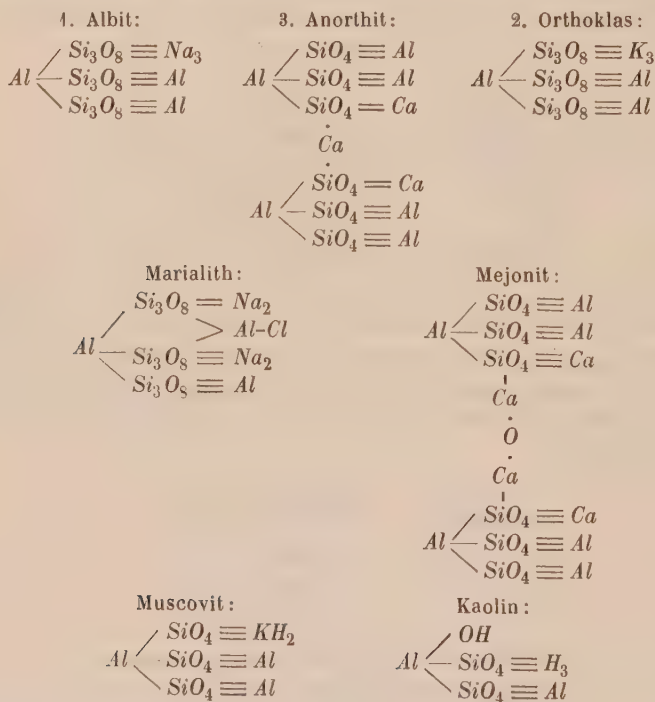 1. Albit: 3. Anorthit: 2. Orthoklas:
Si₃O₈ ≡ Na₃ SiO₄ ≡ Al Si₃O₈ ≡ K₃
Al — Si₃O₈ ≡ Al Al — SiO₄ ≡ Al Al — Si₃O₈ ≡ Al
Si₃O₈ ≡ Al SiO₄ = Ca Si₃O₈ ≡ Al
Ca
SiO₄ = Ca
Al — SiO₄ ≡ Al
SiO₄ ≡ Al
Marialith: Mejonit:
Si₃O₈ = Na₂ SiO₄ ≡ Al
> Al-Cl Al — SiO₄ ≡ Al
Al — Si₃O₈ ≡ Na₂ SiO₄ ≡ Ca
Si₃O₈ ≡ Al Ca
O
Ca
SiO₄ ≡ Ca
Al — SiO₄ ≡ Al
SiO₄ ≡ Al
Muscovit: Kaolin:
SiO₄ ≡ KH₂ OH
Al — SiO₄ ≡ Al Al — SiO₄ ≡ H₃
SiO₄ ≡ Al SiO₄ ≡ Al